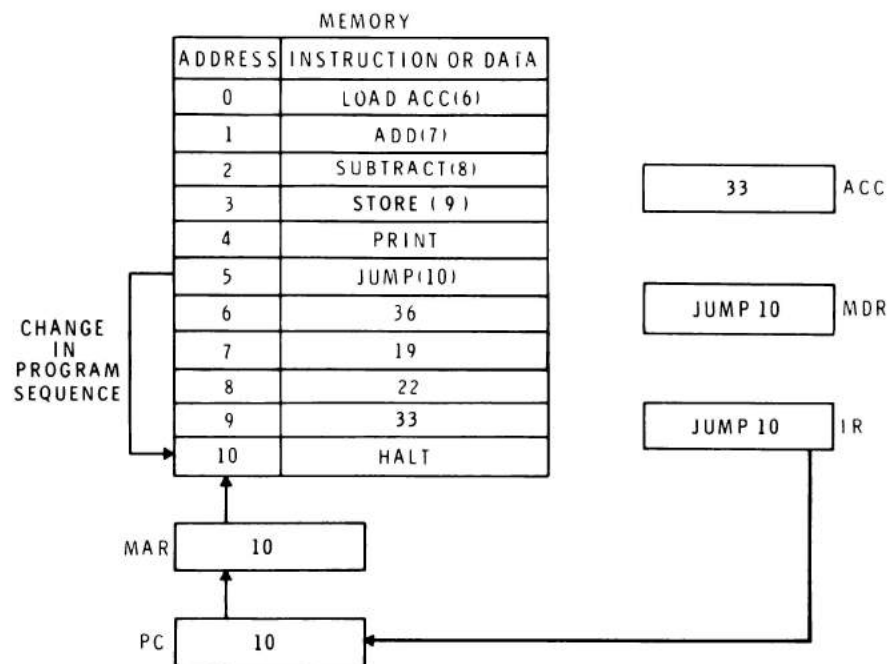 MEMORY
ADDRESS INSTRUCTION OR DATA
0 LOAD ACC(6)
1 ADD(7)
2 SUBTRACT(8)
3 STORE (9)
4 PRINT
5 JUMP(10)
6 36
7 19
8 22
9 33
10 HALT
33 ACC
JUMP 10 MDR
JUMP 10 IR
CHANGE
IN
PROGRAM
SEQUENCE
MAR 10
PC 10